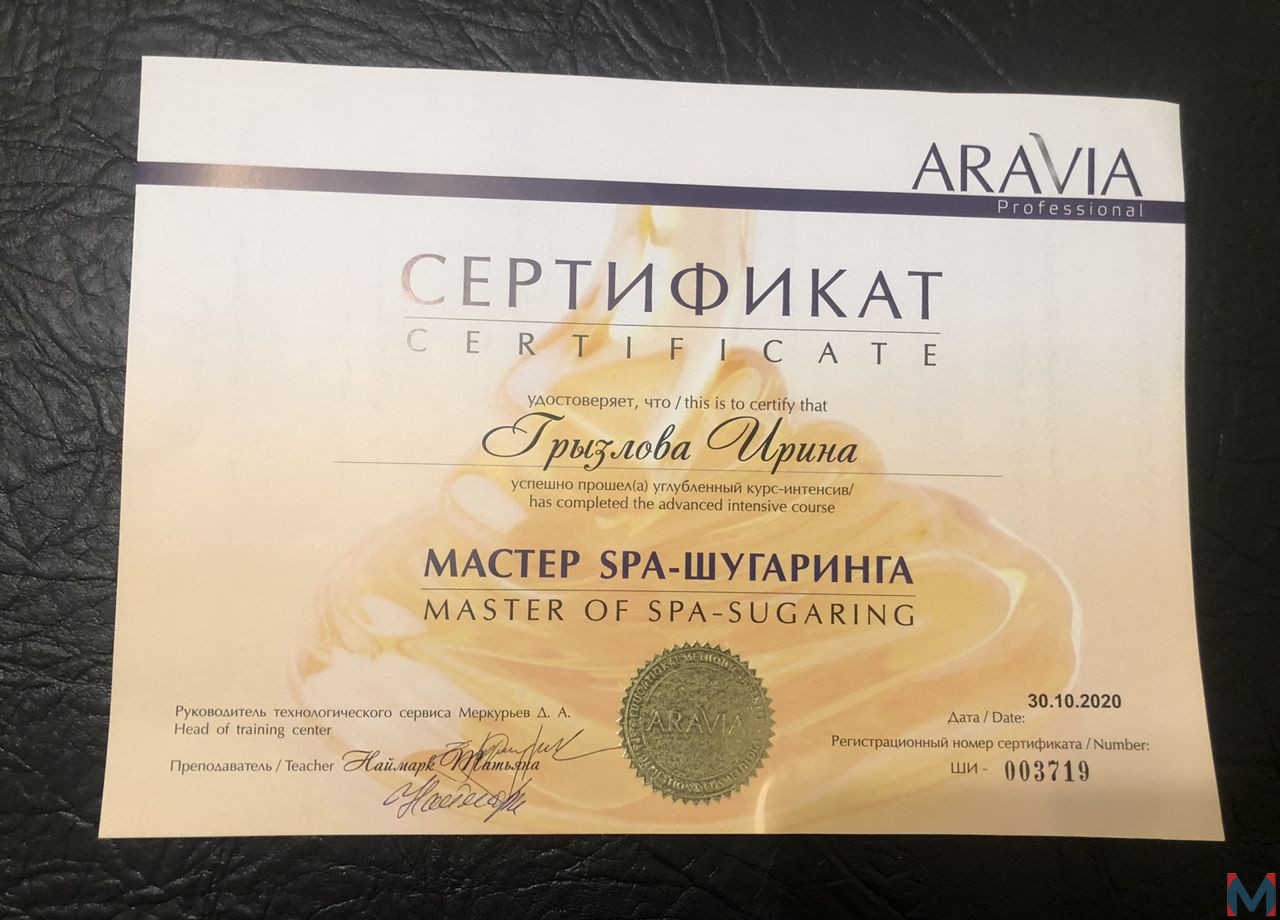 ARAVIA
Professional
СЕРТИФИКАТ
CERTIFICATE
удостоверяет, что / this is to certify that
Грызлова Ирина
успешно прошел(а) углубленный курс-интенсив/
has completed the advanced intensive course
МАСТЕР SPA-ШУГАРИНГА
MASTER OF SPA-SUGARING
Руководитель технологического сервиса Меркурьев Д. А.
Head of training center
Преподаватель / Teacher Наймарк Татьяна
ARAVIA
30.10.2020
Дата / Date:
Регистрационный номер сертификата / Number:
ШИ - 003719
M